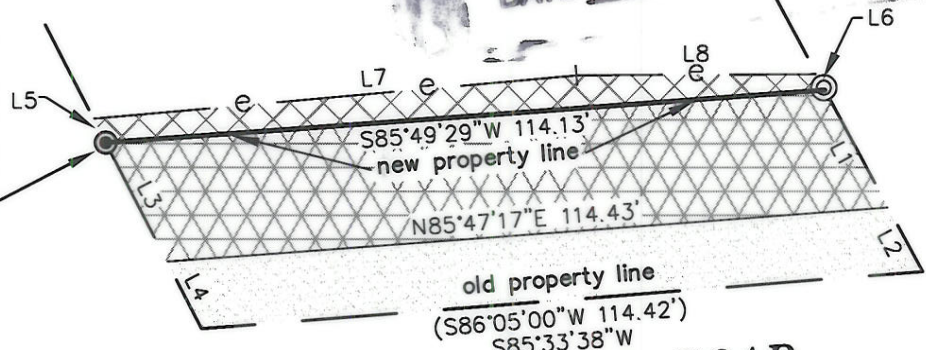 L6
L7
L8
e
e
e
L5
S85°49'29"W 114.13'
new property line
L1
L3
N85°47'17"E 114.43'
L2
L4
old property line
(S86°05'00"W 114.42')
S85°33'38"W